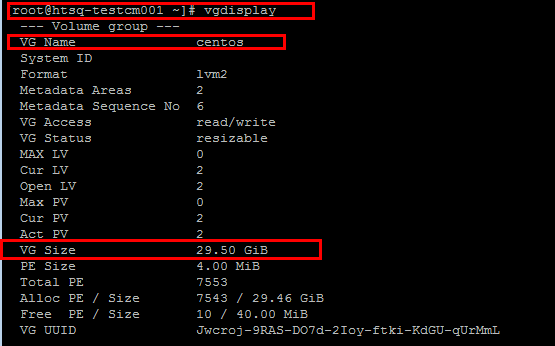 root@htsq-testcm001 ~]# vgdisplay
--- Volume group ---
VG Name centos
System ID
Format lvm2
Metadata Areas 2
Metadata Sequence No 6
VG Access read/write
VG Status resizable
MAX LV 0
Cur LV 2
Open LV 2
Max PV 0
Cur PV 2
Act PV 2
VG Size 29.50 GiB
PE Size 4.00 MiB
Total PE 7553
Alloc PE / Size 7543 / 29.46 GiB
Free PE / Size 10 / 40.00 MiB
VG UUID Jwcroj-9RAS-DO7d-2Ioy-ftki-KdGU-qUrMmL